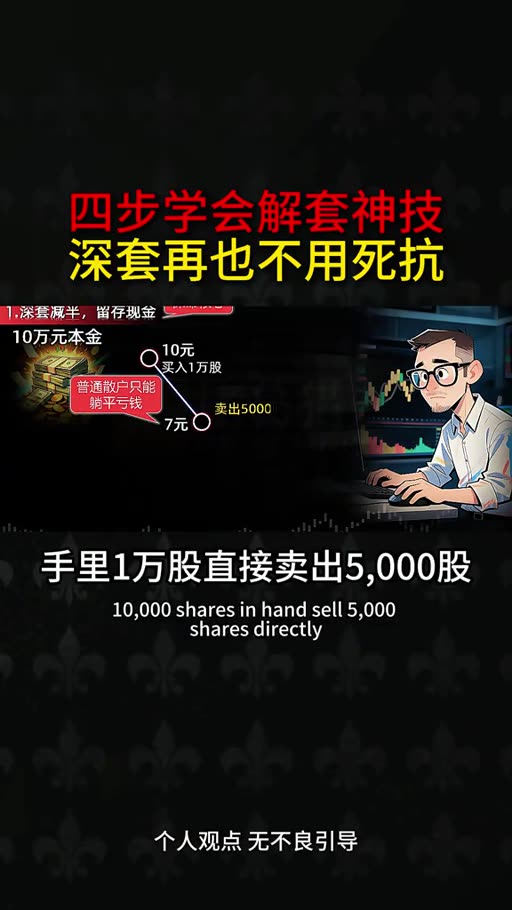 四步学会解套神技
深套再也不用死抗
1.深套减半，留存现金
10万元本金
10元
买入1万股
普通散户只能
躺平亏钱
7元
卖出5000
手里1万股直接卖出5,000股
10,000 shares in hand sell 5,000
shares directly
个人观点 无不良引导